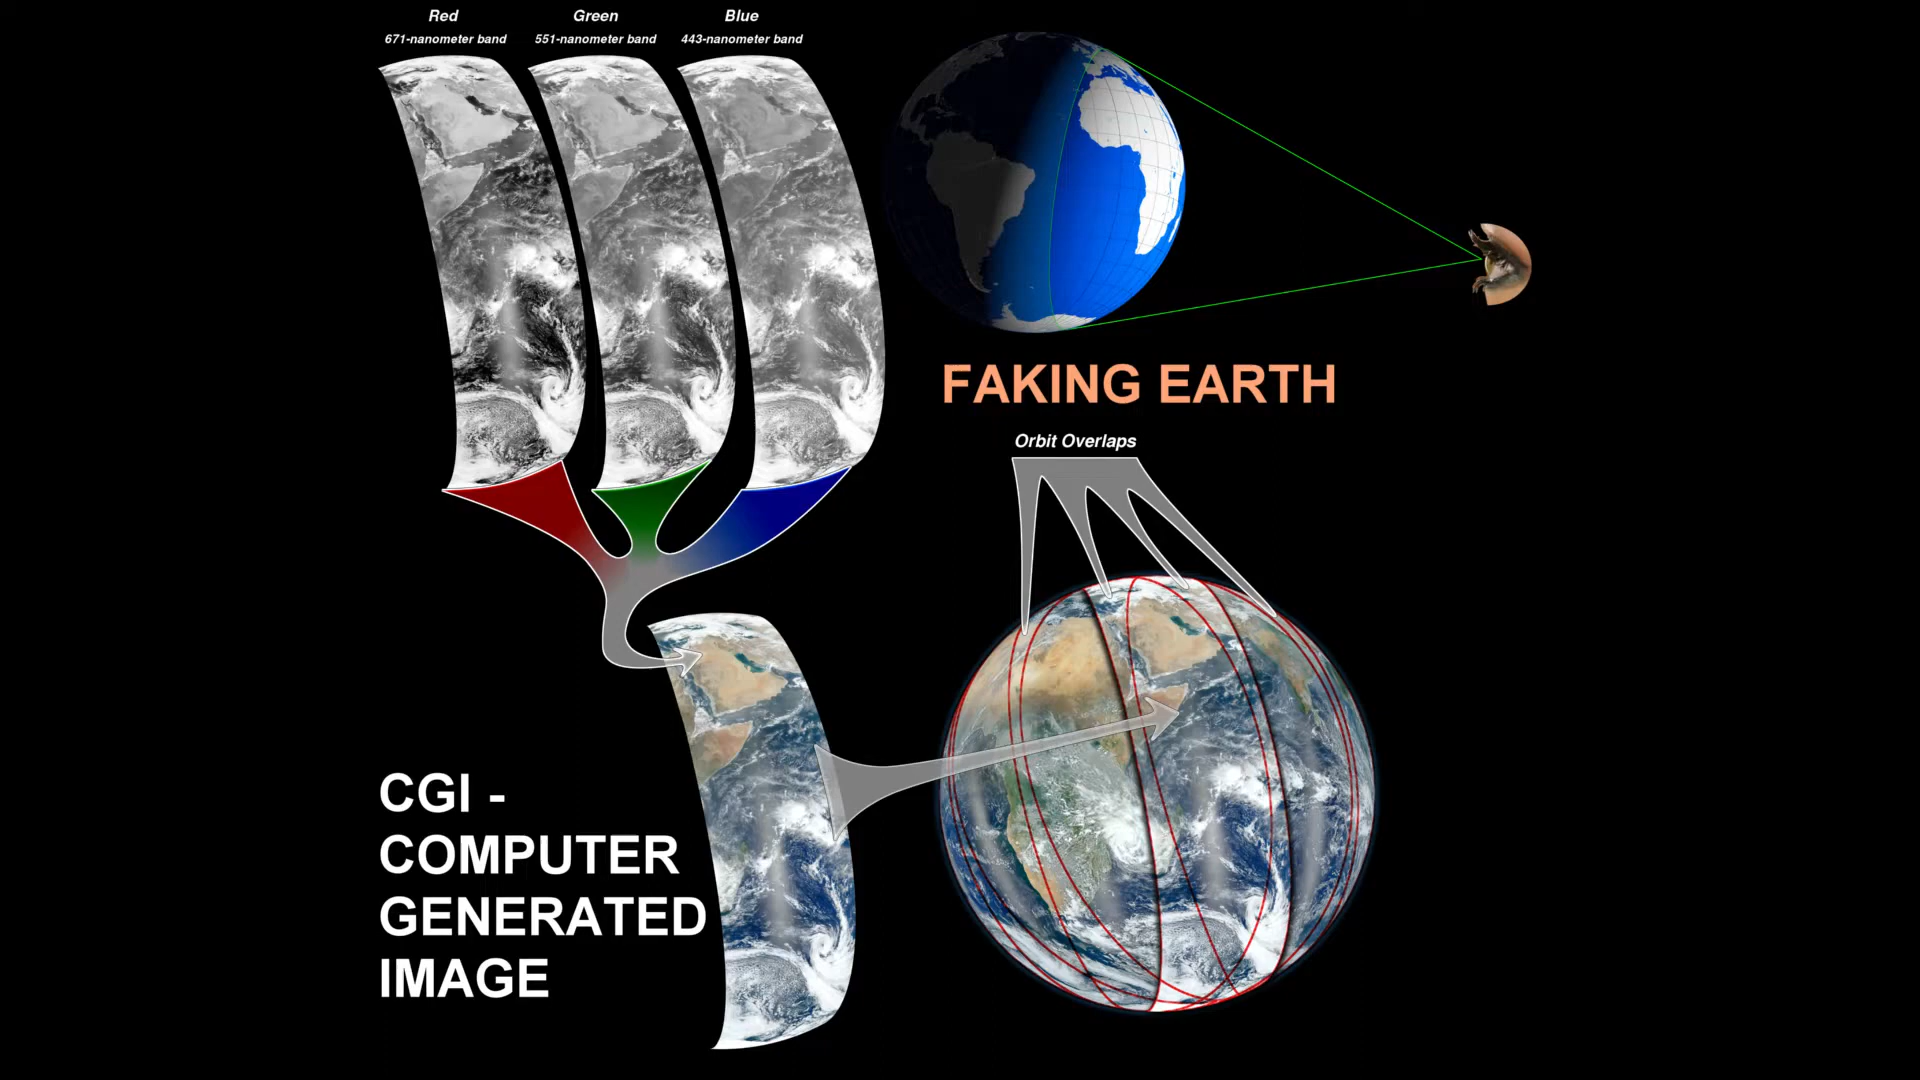 Red
671-nanometer band
Green
551-nanometer band
Blue
443-nanometer band
FAKING EARTH
Orbit Overlaps
CGI -
COMPUTER
GENERATED
IMAGE